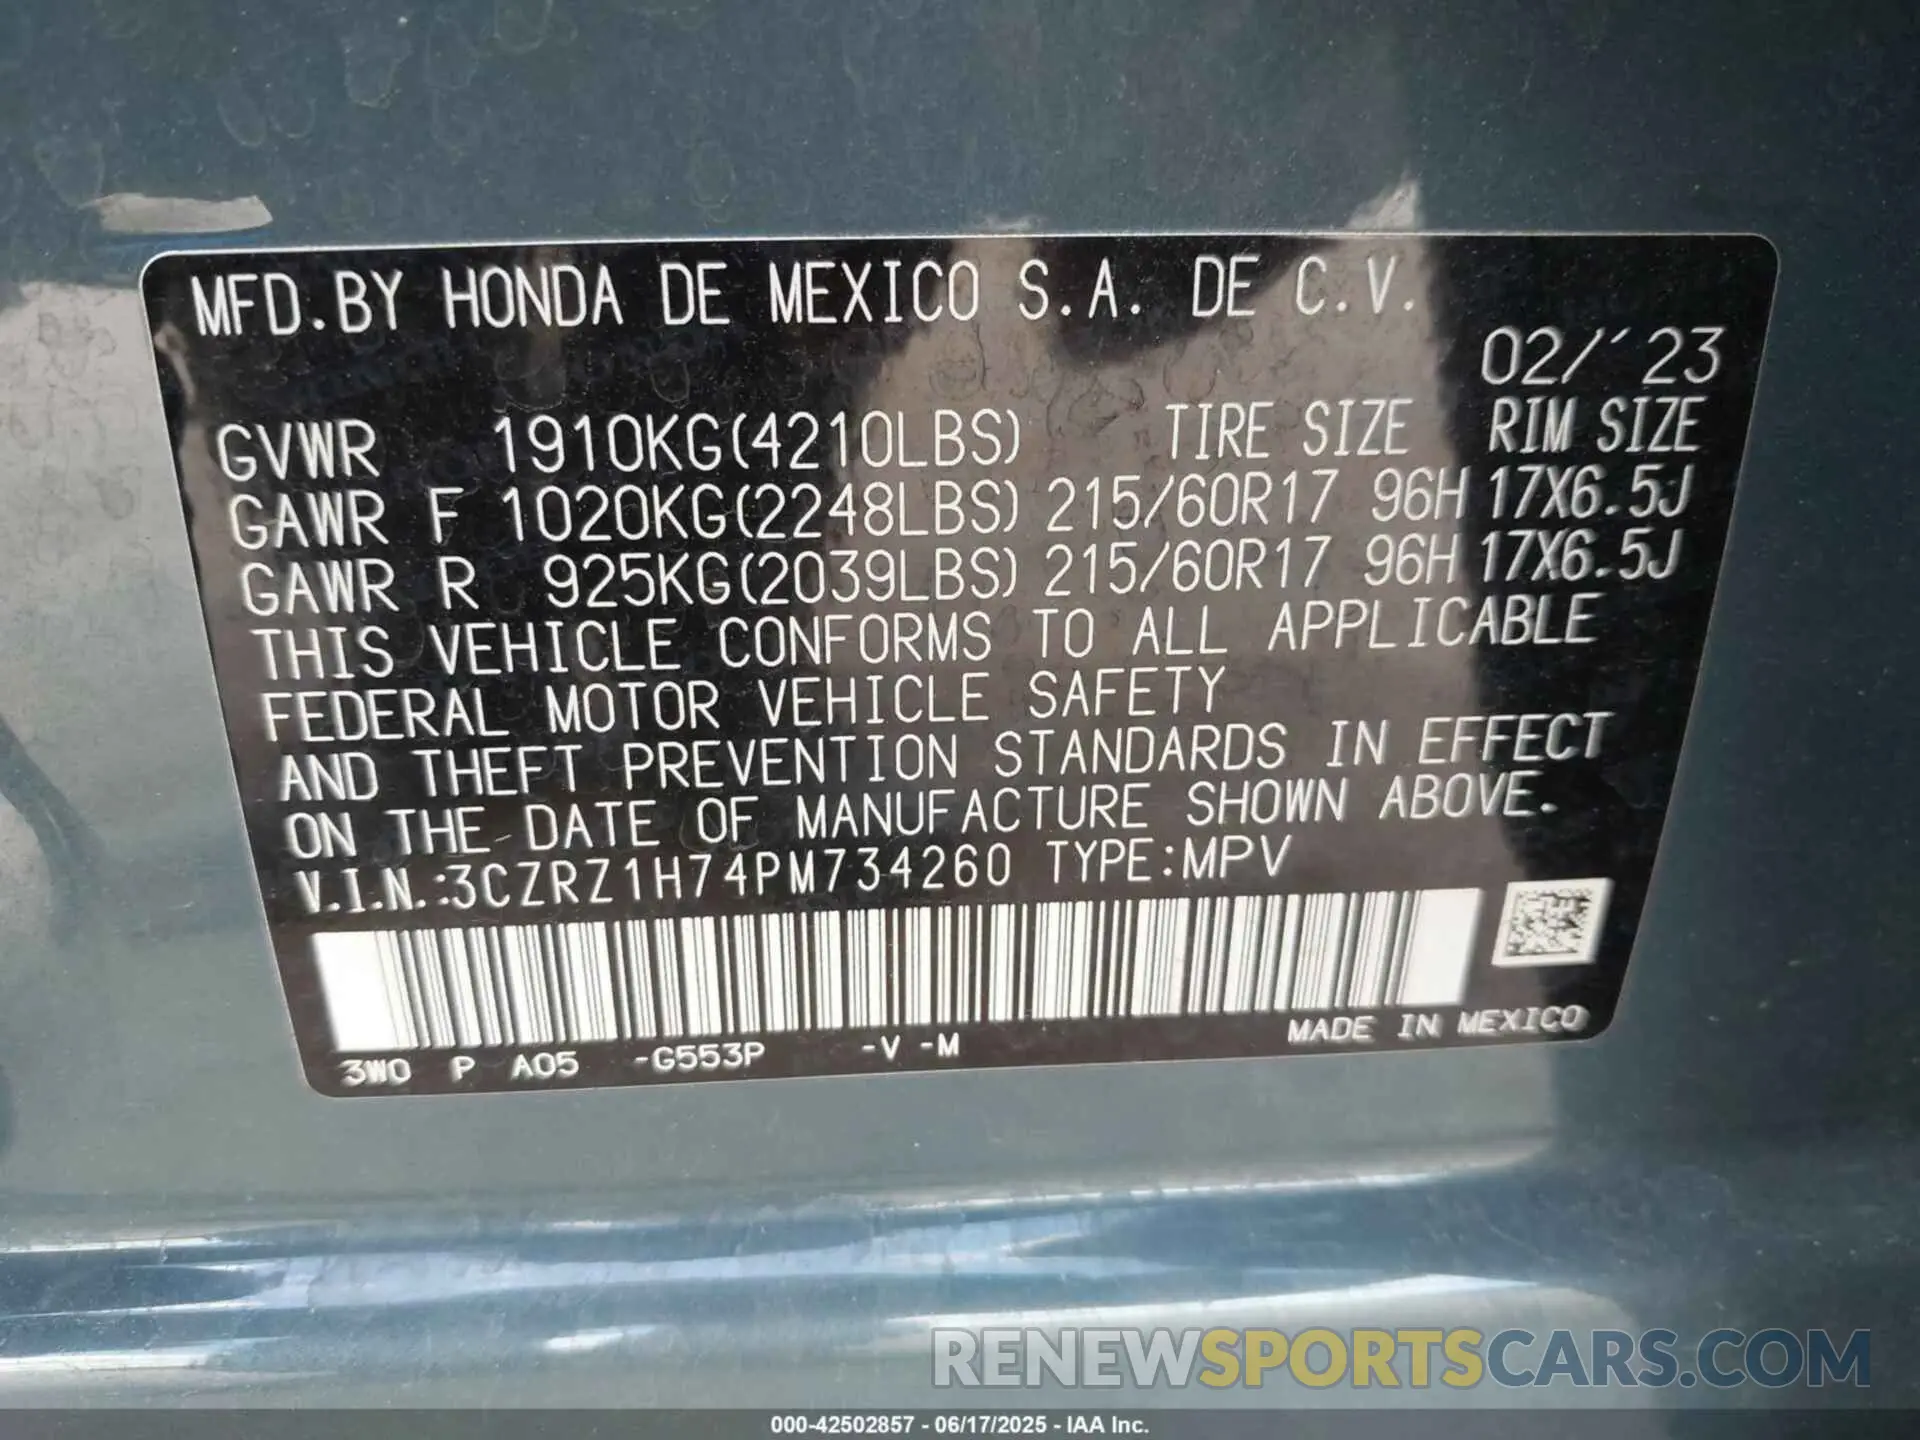 MFD.BY HONDA DE MEXICO S.A. DE C.V.
02/'23
GVWR 1910KG(4210LBS) TIRE SIZE RIM SIZE
GAWR F 1020KG(2248LBS) 215/60R17 96H 17X6.5J
GAWR R 925KG(2039LBS) 215/60R17 96H 17X6.5J
THIS VEHICLE CONFORMS TO ALL APPLICABLE
FEDERAL MOTOR VEHICLE SAFETY
AND THEFT PREVENTION STANDARDS IN EFFECT
ON THE DATE OF MANUFACTURE SHOWN ABOVE.
V.I.N.:3CZRZ1H74PM734260 TYPE:MPV
3W0 P A05 -G553P -V -M MADE IN MEXICO
RENEWSPORTSCARS.COM
000-42502857 - 06/17/2025 - IAA Inc.